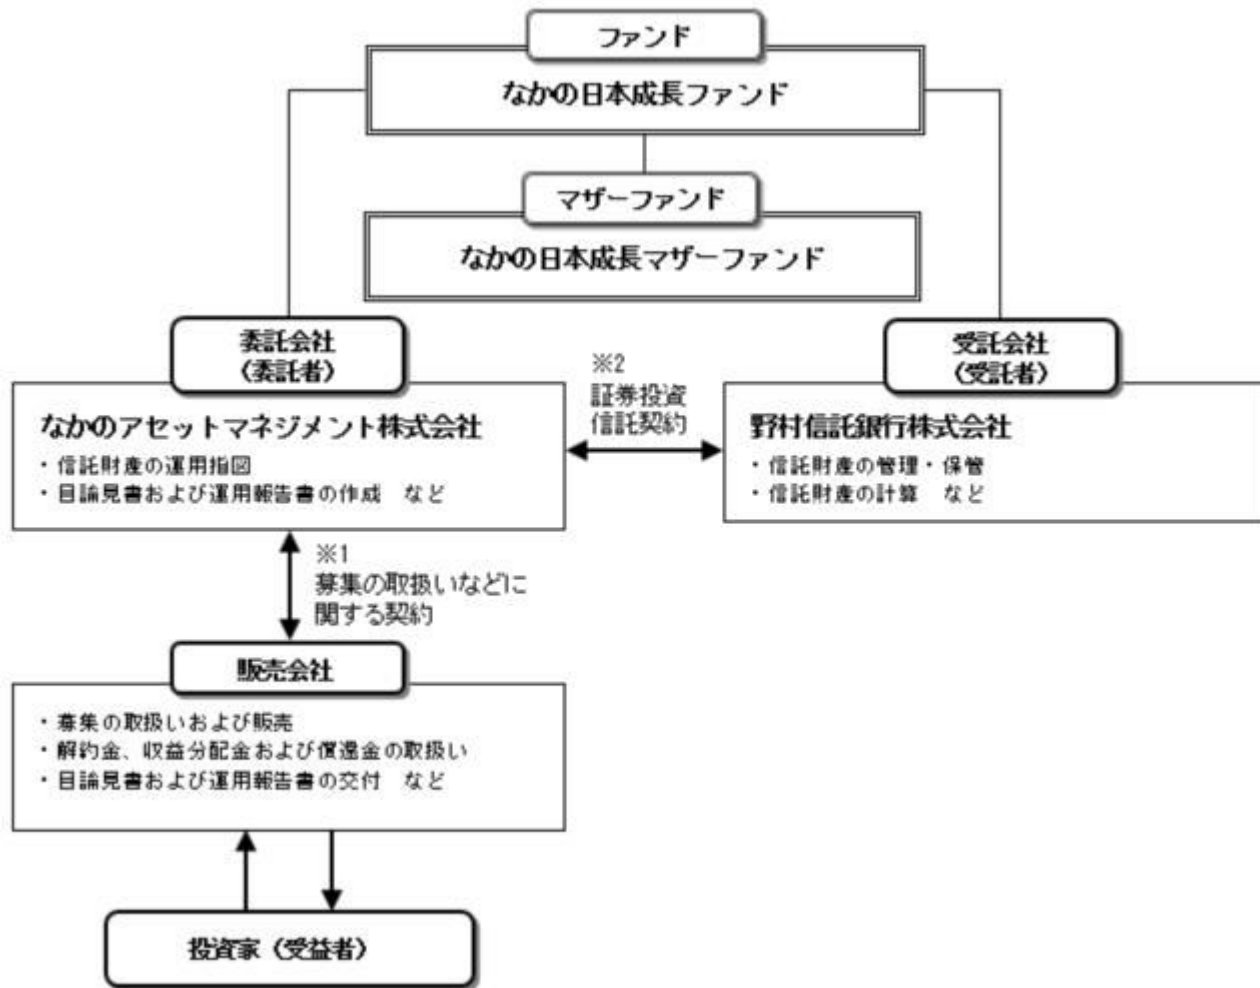 ファンド
なかの日本成長ファンド
マザーファンド
なかの日本成長マザーファンド
委託会社
（委託者）
なかのアセットマネジメント株式会社
・信託財産の運用指図
・目論見書および運用報告書の作成　など
※2
証券投資
信託契約
受託会社
（受託者）
野村信託銀行株式会社
・信託財産の管理・保管
・信託財産の計算　など
※1
募集の取扱いなどに
関する契約
販売会社
・募集の取扱いおよび販売
・解約金、収益分配金および償還金の取扱い
・目論見書および運用報告書の交付　など
投資家（受益者）